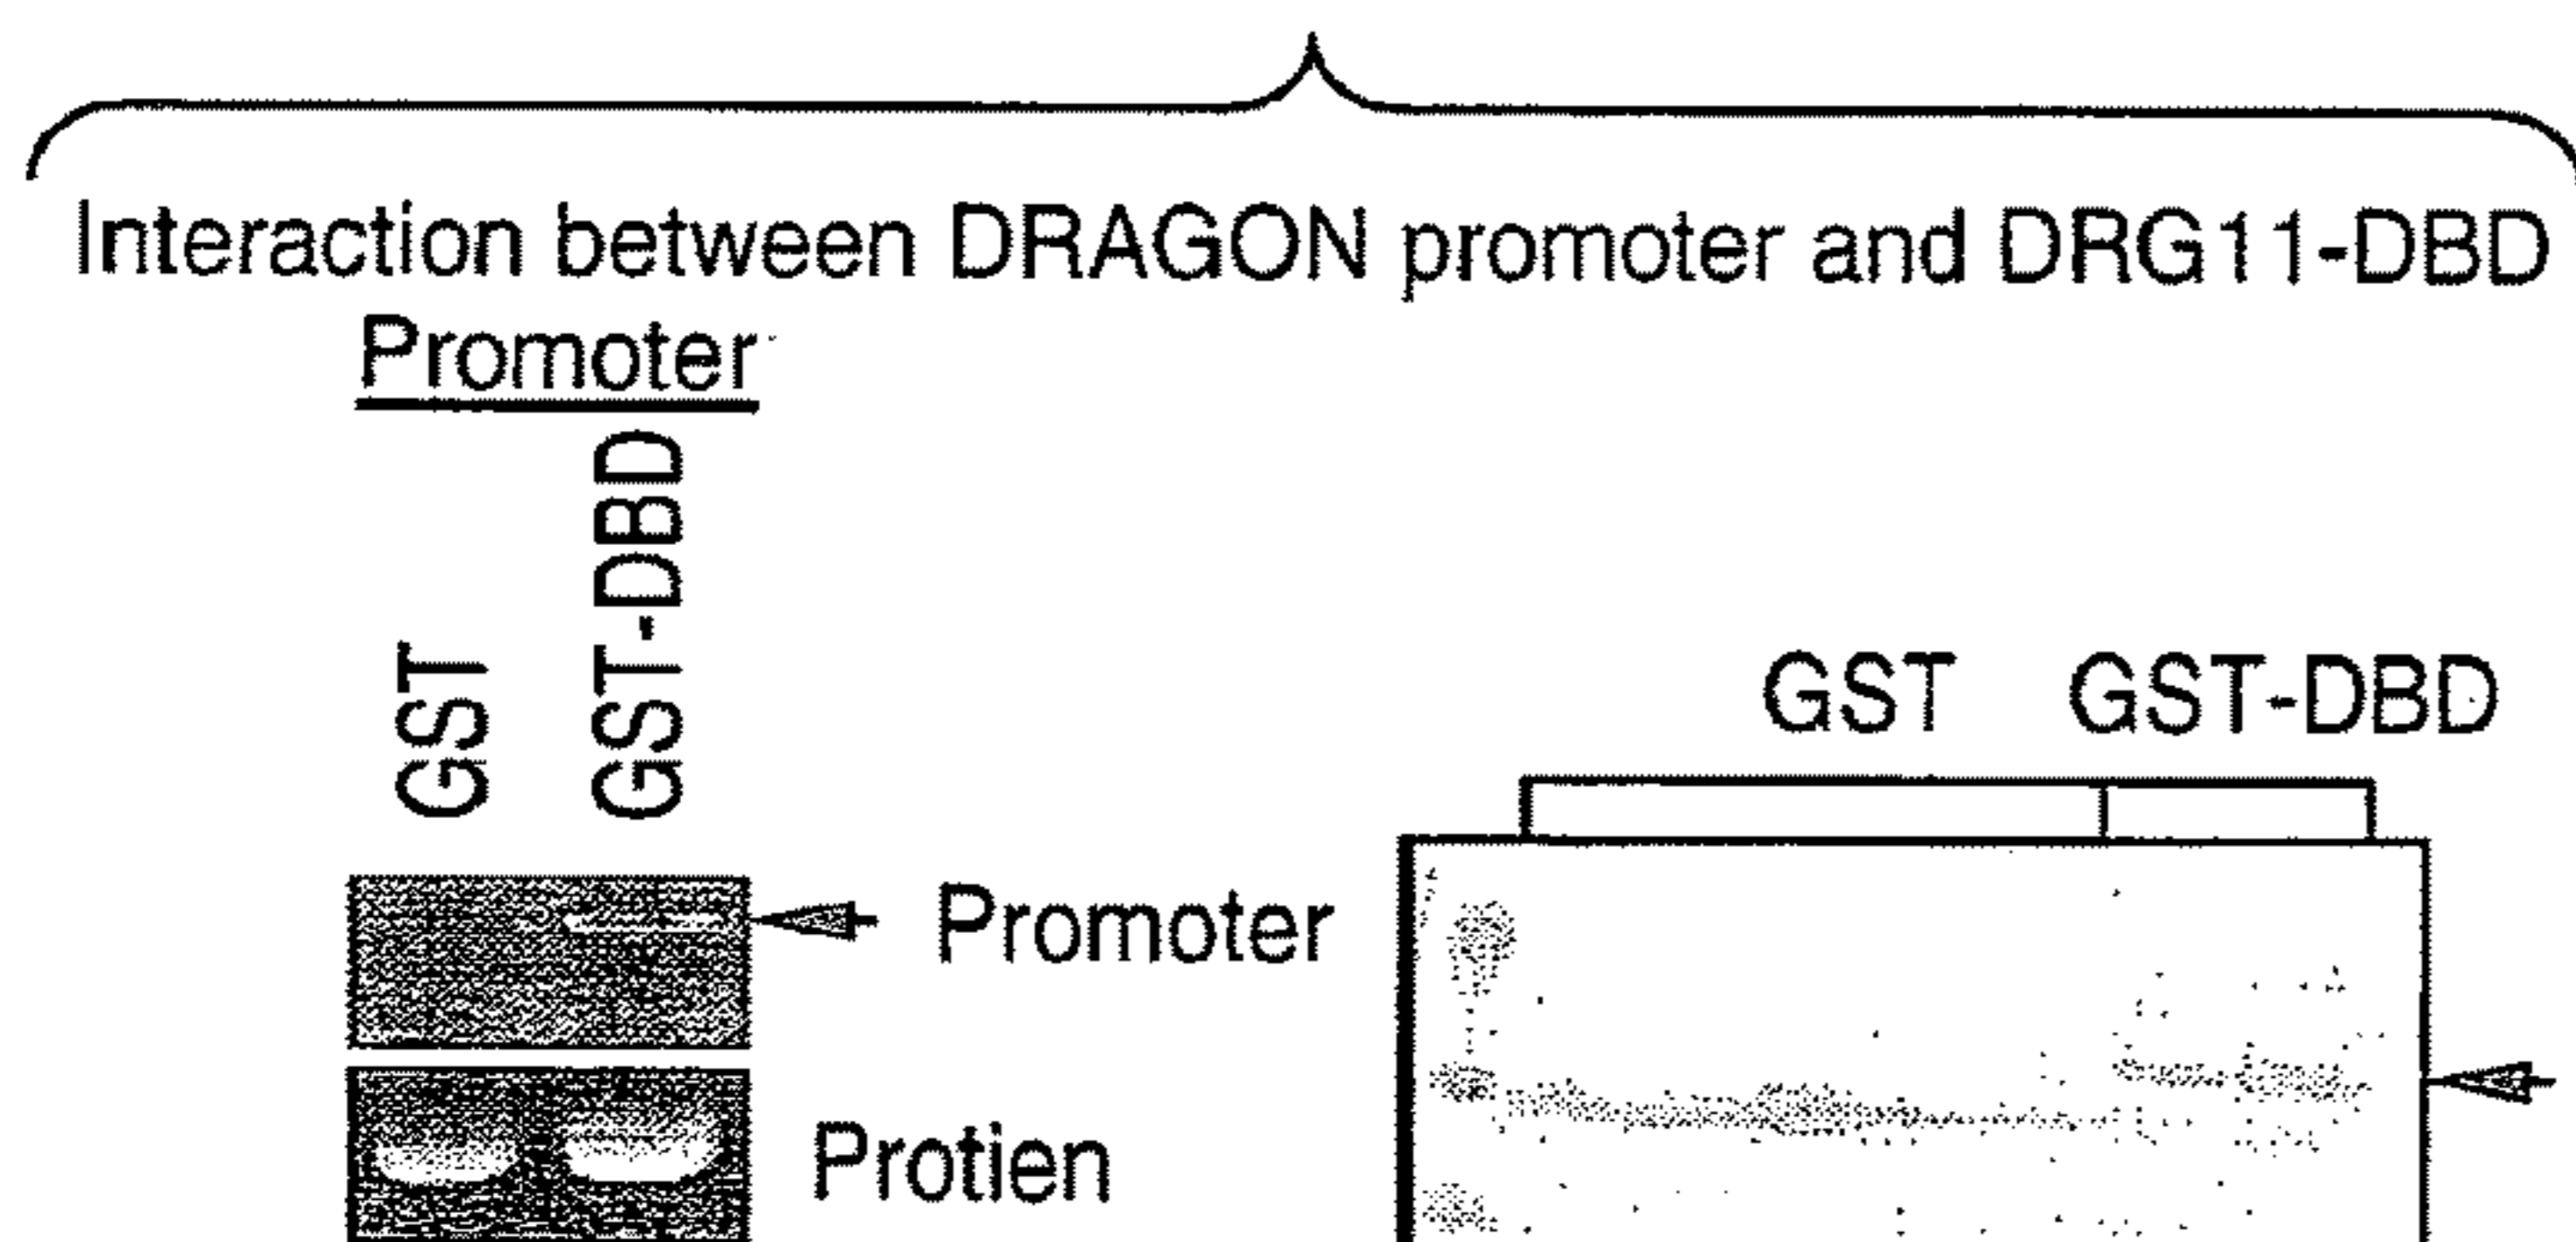 Interaction between DRAGON promoter and DRG11-DBD
Promoter
GST
GST-DBD
Promoter
Protien
GST GST-DBD